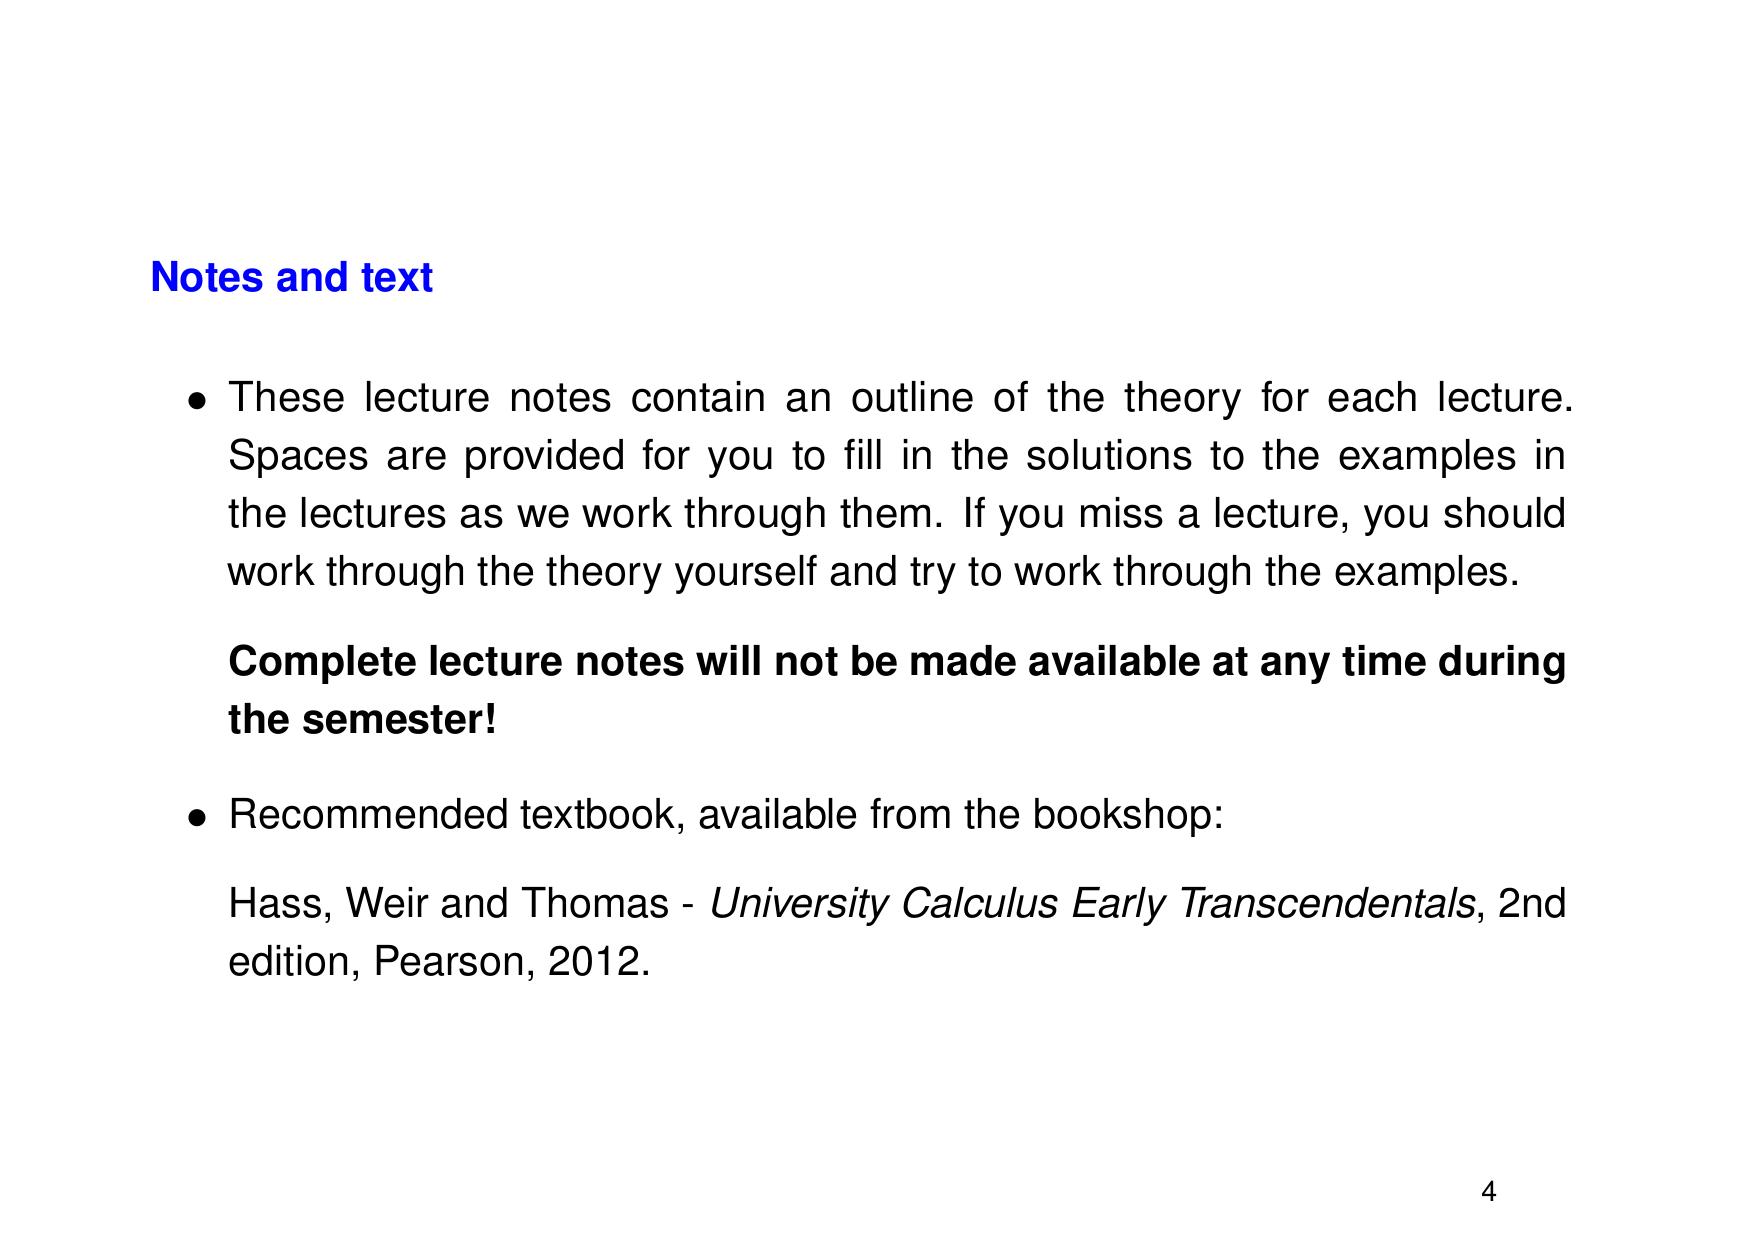 Notes and text
• These lecture notes contain an outline of the theory for each lecture.
Spaces are provided for you to fill in the solutions to the examples in
the lectures as we work through them. If you miss a lecture, you should
work through the theory yourself and try to work through the examples.
Complete lecture notes will not be made available at any time during
the semester!
• Recommended textbook, available from the bookshop:
Hass, Weir and Thomas - University Calculus Early Transcendentals, 2nd
edition, Pearson, 2012.
4